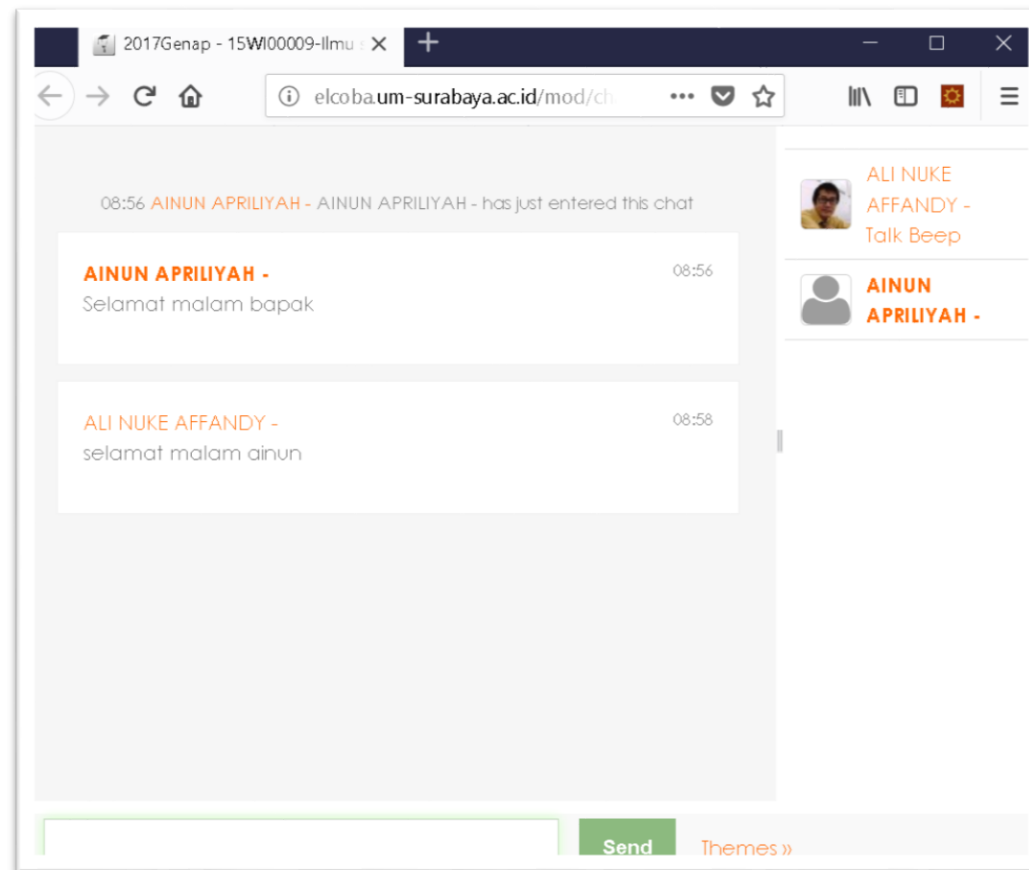 2017Genap - 15WI00009-Ilmu s
elcoba.um-surabaya.ac.id/mod/ch
08:56 AINUN APRILIYAH - AINUN APRILIYAH - has just entered this chat
AINUN APRILIYAH - 08:56
Selamat malam bapak
ALI NUKE AFFANDY - 08:58
selamat malam ainun
ALI NUKE
AFFANDY -
Talk Beep
AINUN
APRILIYAH -
Send Themes »